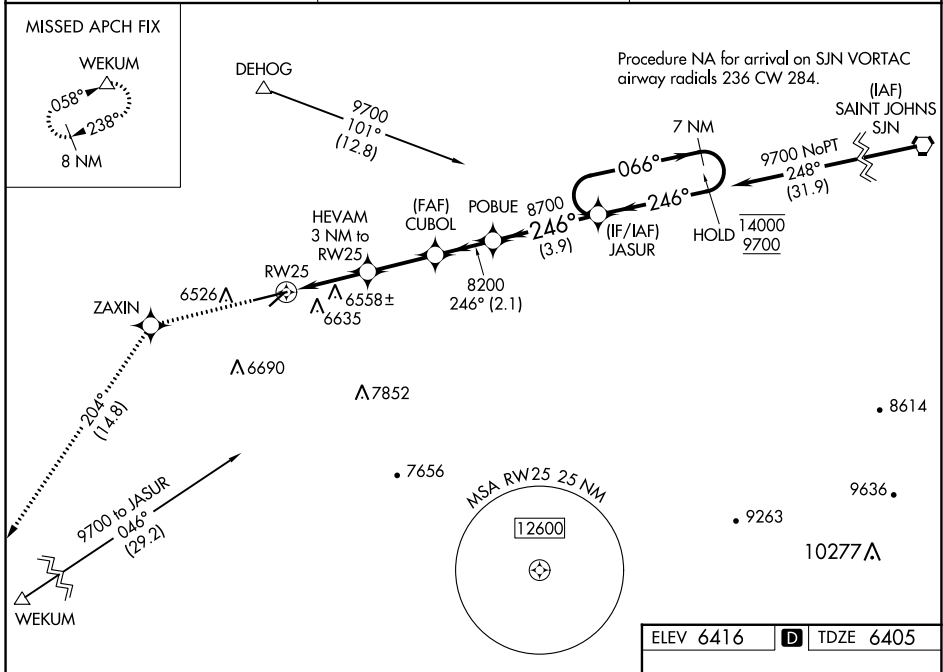 MISSED APCH FIX
WEKUM
058°
238°
8 NM
DEHOG
9700
101°
(12.8)
Procedure NA for arrival on SJN VORTAC
airway radials 236 CW 284.
(IAF)
SAINT JOHNS
SJN
7 NM
9700 NoPT
248°
(31.9)
066°
246°
HOLD
14000
9700
(IF/IAF)
JASUR
8700
246°
(3.9)
POBUE
8200
246° (2.1)
(FAF)
CUBOL
HEVAM
3 NM to
RW25
RW25
6526
6558±
6635
ZAXIN
6690
7852
8614
204°
(14.8)
7656
9636
9263
10277
MSA RW25 25 NM
12600
9700 to JASUR
046°
(29.2)
WEKUM
ELEV 6416 D TDZE 6405